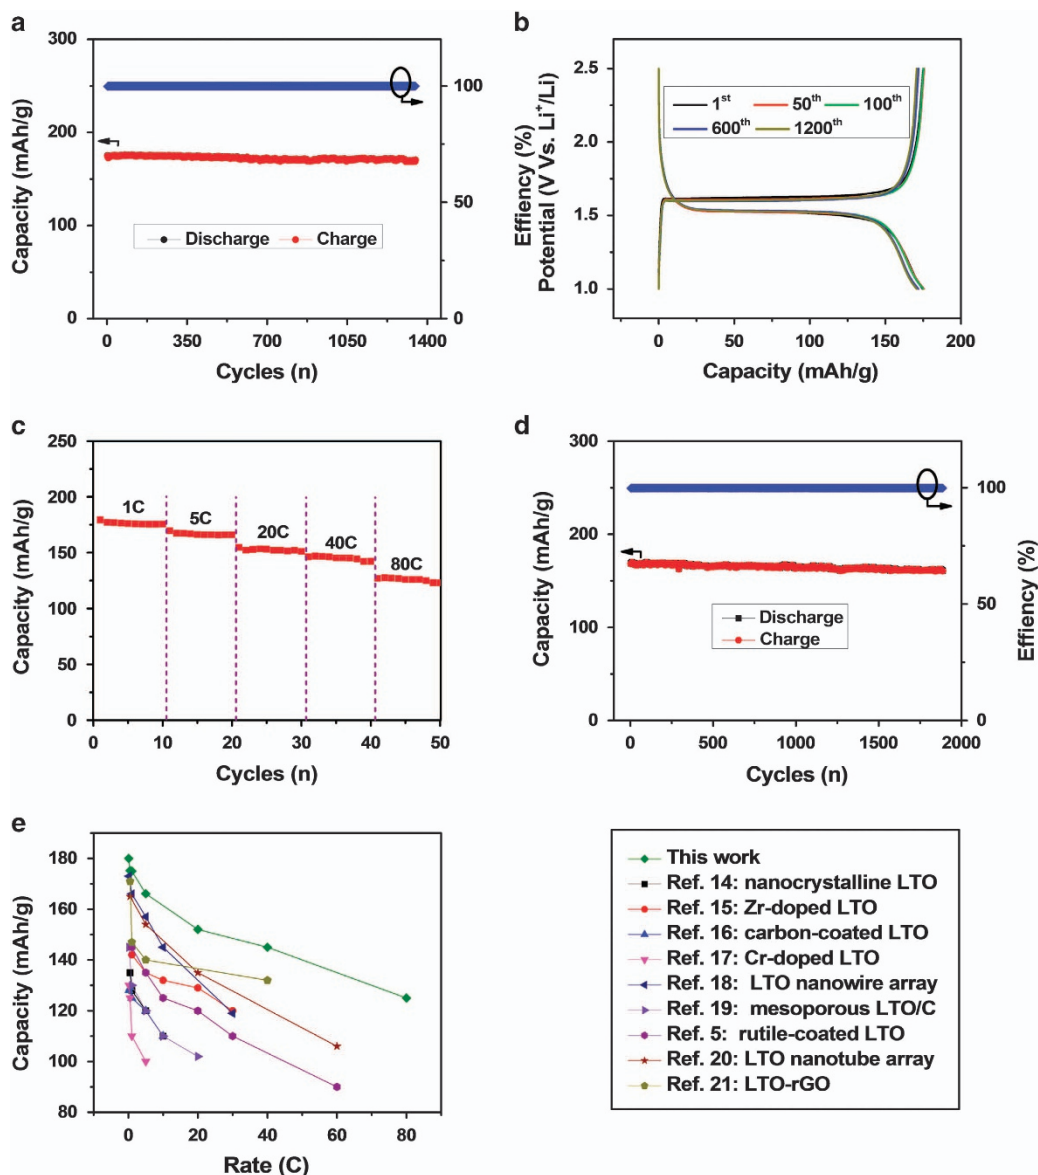 a
300
250
200
150
100
50
0
Capacity (mAh/g)
100
50
0
Effiency (%)
Discharge Charge
0 350 700 1050 1400
Cycles (n)
b
2.5
2.0
1.5
1.0
Potential (V Vs. Li+/Li)
1st 50th 100th
600th 1200th
0 50 100 150 200
Capacity (mAh/g)
c
250
200
150
100
50
0
Capacity (mAh/g)
1C 5C 20C 40C 80C
0 10 20 30 40 50
Cycles (n)
d
300
250
200
150
100
50
0
Capacity (mAh/g)
100
50
0
Effiency (%)
Discharge
Charge
0 500 1000 1500 2000
Cycles (n)
e
180
160
140
120
100
80
Capacity (mAh/g)
0 20 40 60 80
Rate (C)
This work
Ref. 14: nanocrystalline LTO
Ref. 15: Zr-doped LTO
Ref. 16: carbon-coated LTO
Ref. 17: Cr-doped LTO
Ref. 18: LTO nanowire array
Ref. 19: mesoporous LTO/C
Ref. 5: rutile-coated LTO
Ref. 20: LTO nanotube array
Ref. 21: LTO-rGO